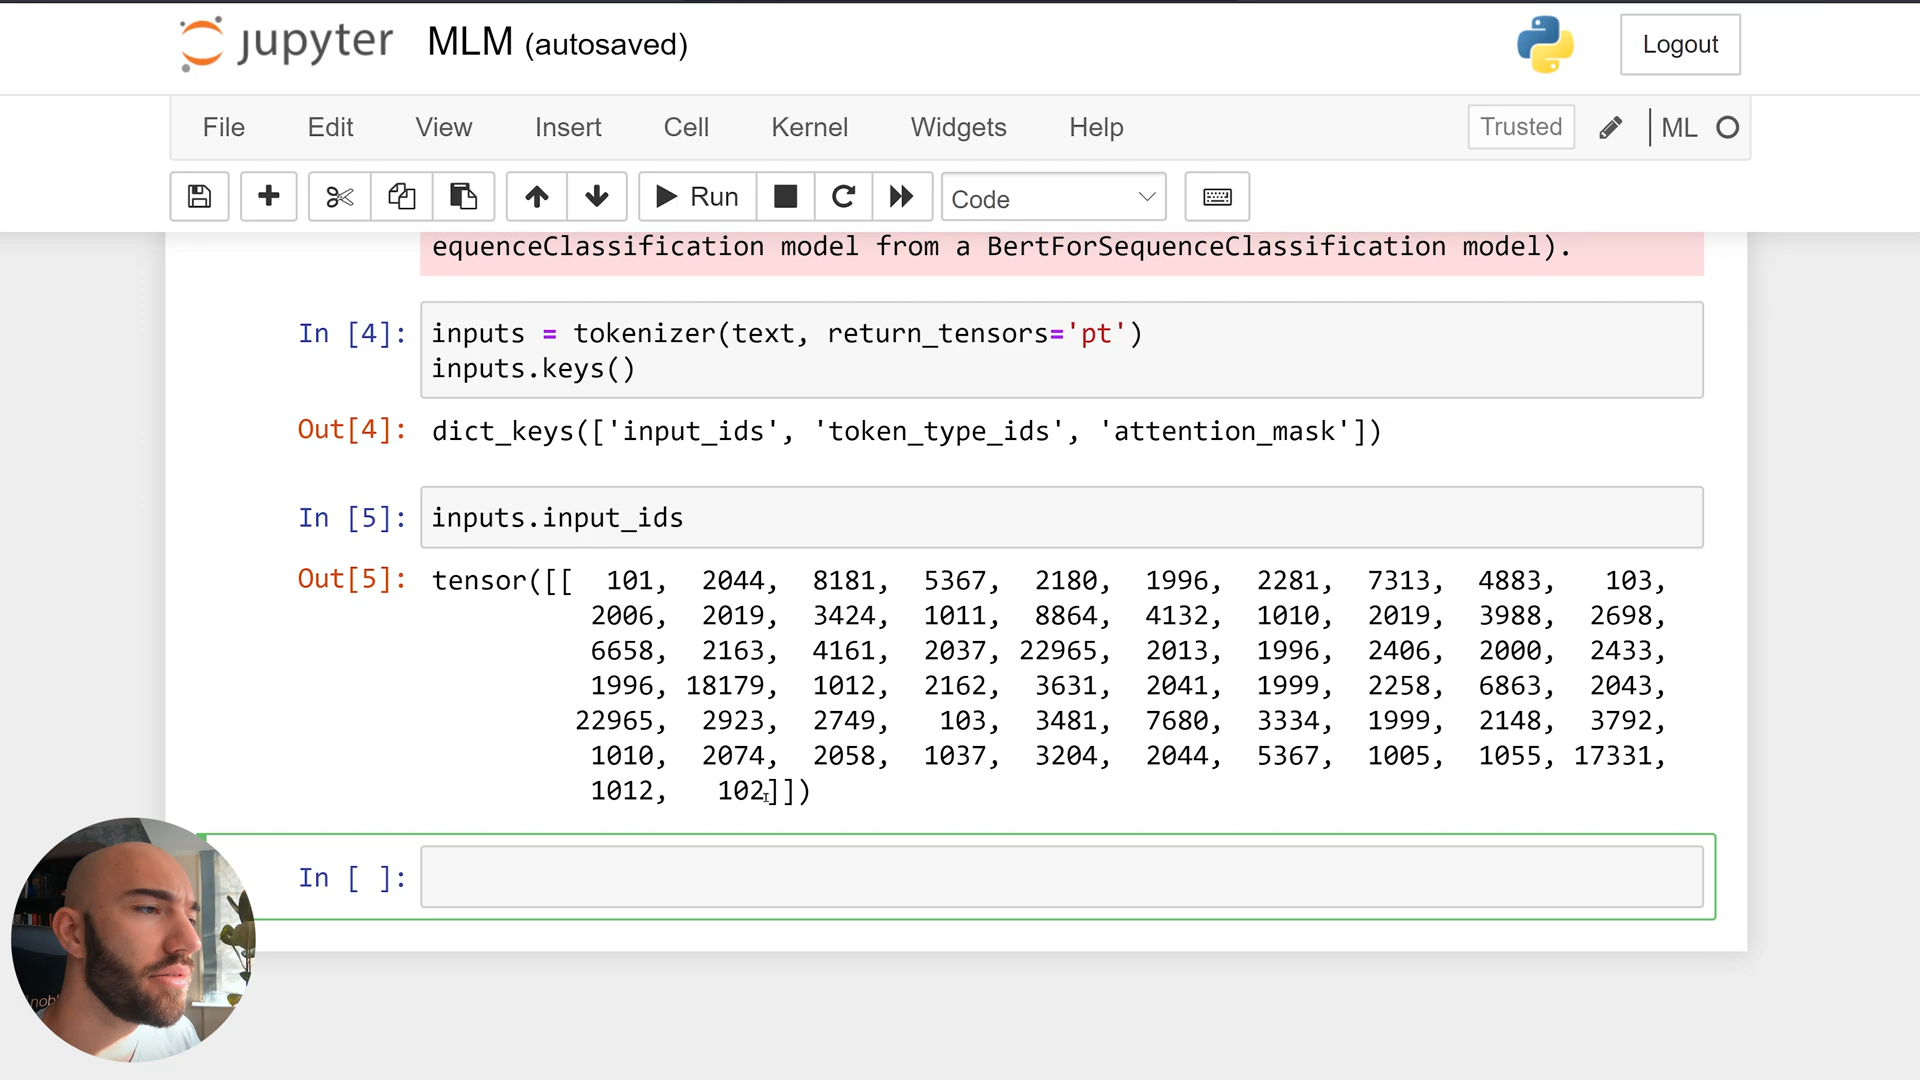 jupyter MLM (autosaved) Logout
File Edit View Insert Cell Kernel Widgets Help Trusted ML
Run Code
equenceClassification model from a BertForSequenceClassification model).
In [4]: inputs = tokenizer(text, return_tensors='pt')
inputs.keys()
Out[4]: dict_keys(['input_ids', 'token_type_ids', 'attention_mask'])
In [5]: inputs.input_ids
Out[5]: tensor([[ 101, 2044, 8181, 5367, 2180, 1996, 2281, 7313, 4883, 103,
2006, 2019, 3424, 1011, 8864, 4132, 1010, 2019, 3988, 2698,
6658, 2163, 4161, 2037, 22965, 2013, 1996, 2406, 2000, 2433,
1996, 18179, 1012, 2162, 3631, 2041, 1999, 2258, 6863, 2043,
22965, 2923, 2749, 103, 3481, 7680, 3334, 1999, 2148, 3792,
1010, 2074, 2058, 1037, 3204, 2044, 5367, 1005, 1055, 17331,
1012, 102]])
In [ ]: